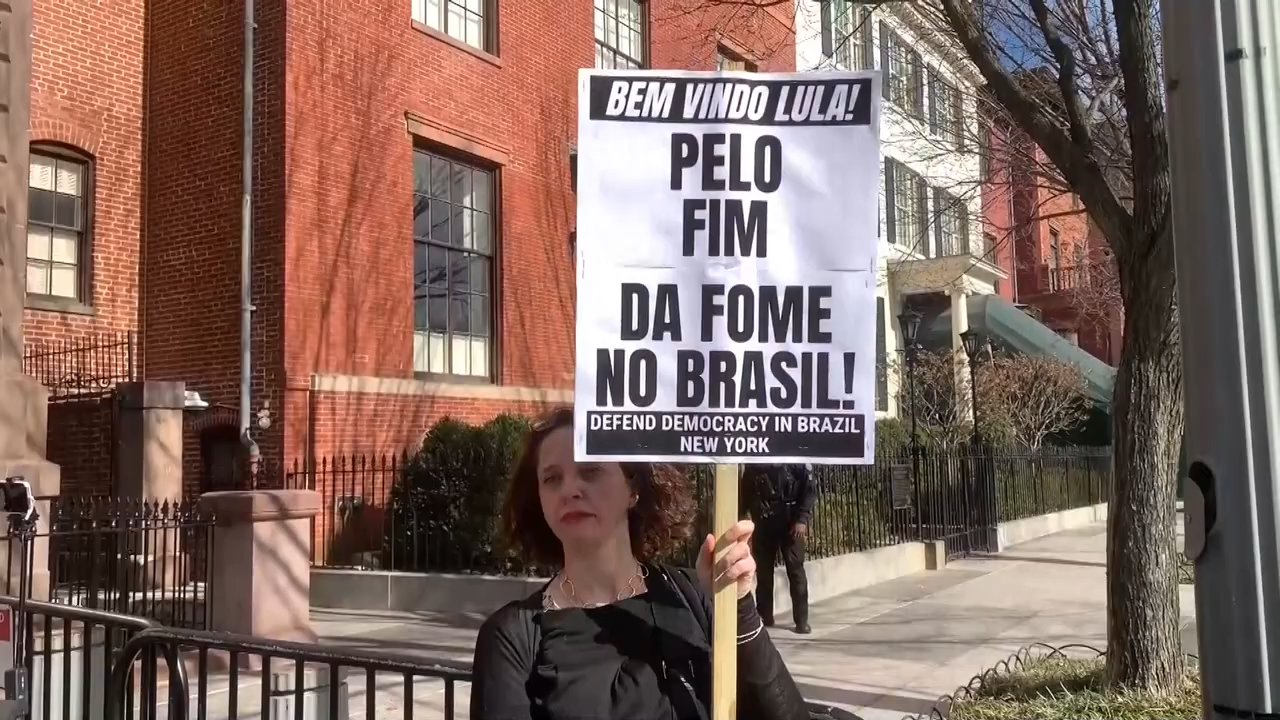 BEM VINDO LULA!
PELO
FIM
DA FOME
NO BRASIL!
DEFEND DEMOCRACY IN BRAZIL
NEW YORK